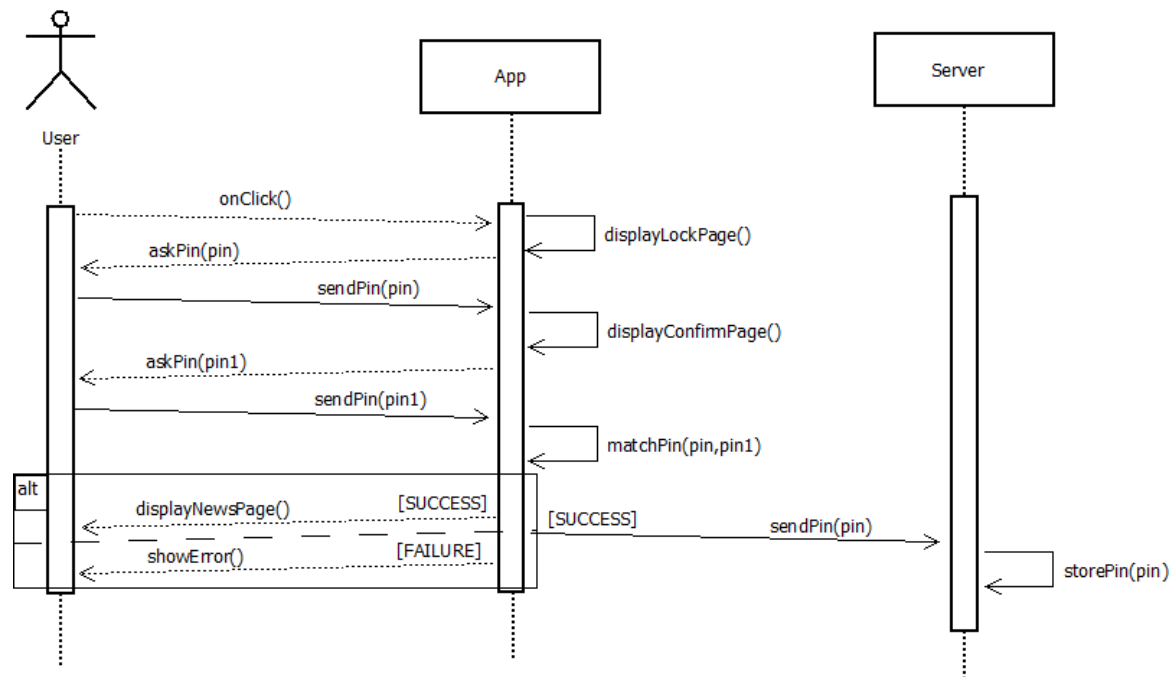 User
App
Server
onClick()
displayLockPage()
askPin(pin)
sendPin(pin)
displayConfirmPage()
askPin(pin1)
sendPin(pin1)
matchPin(pin,pin1)
alt
displayNewsPage()
[SUCCESS]
[SUCCESS]
sendPin(pin)
showError()
[FAILURE]
storePin(pin)